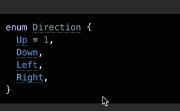 enum Direction {
  Up = 1,
  Down,
  Left,
  Right,
}